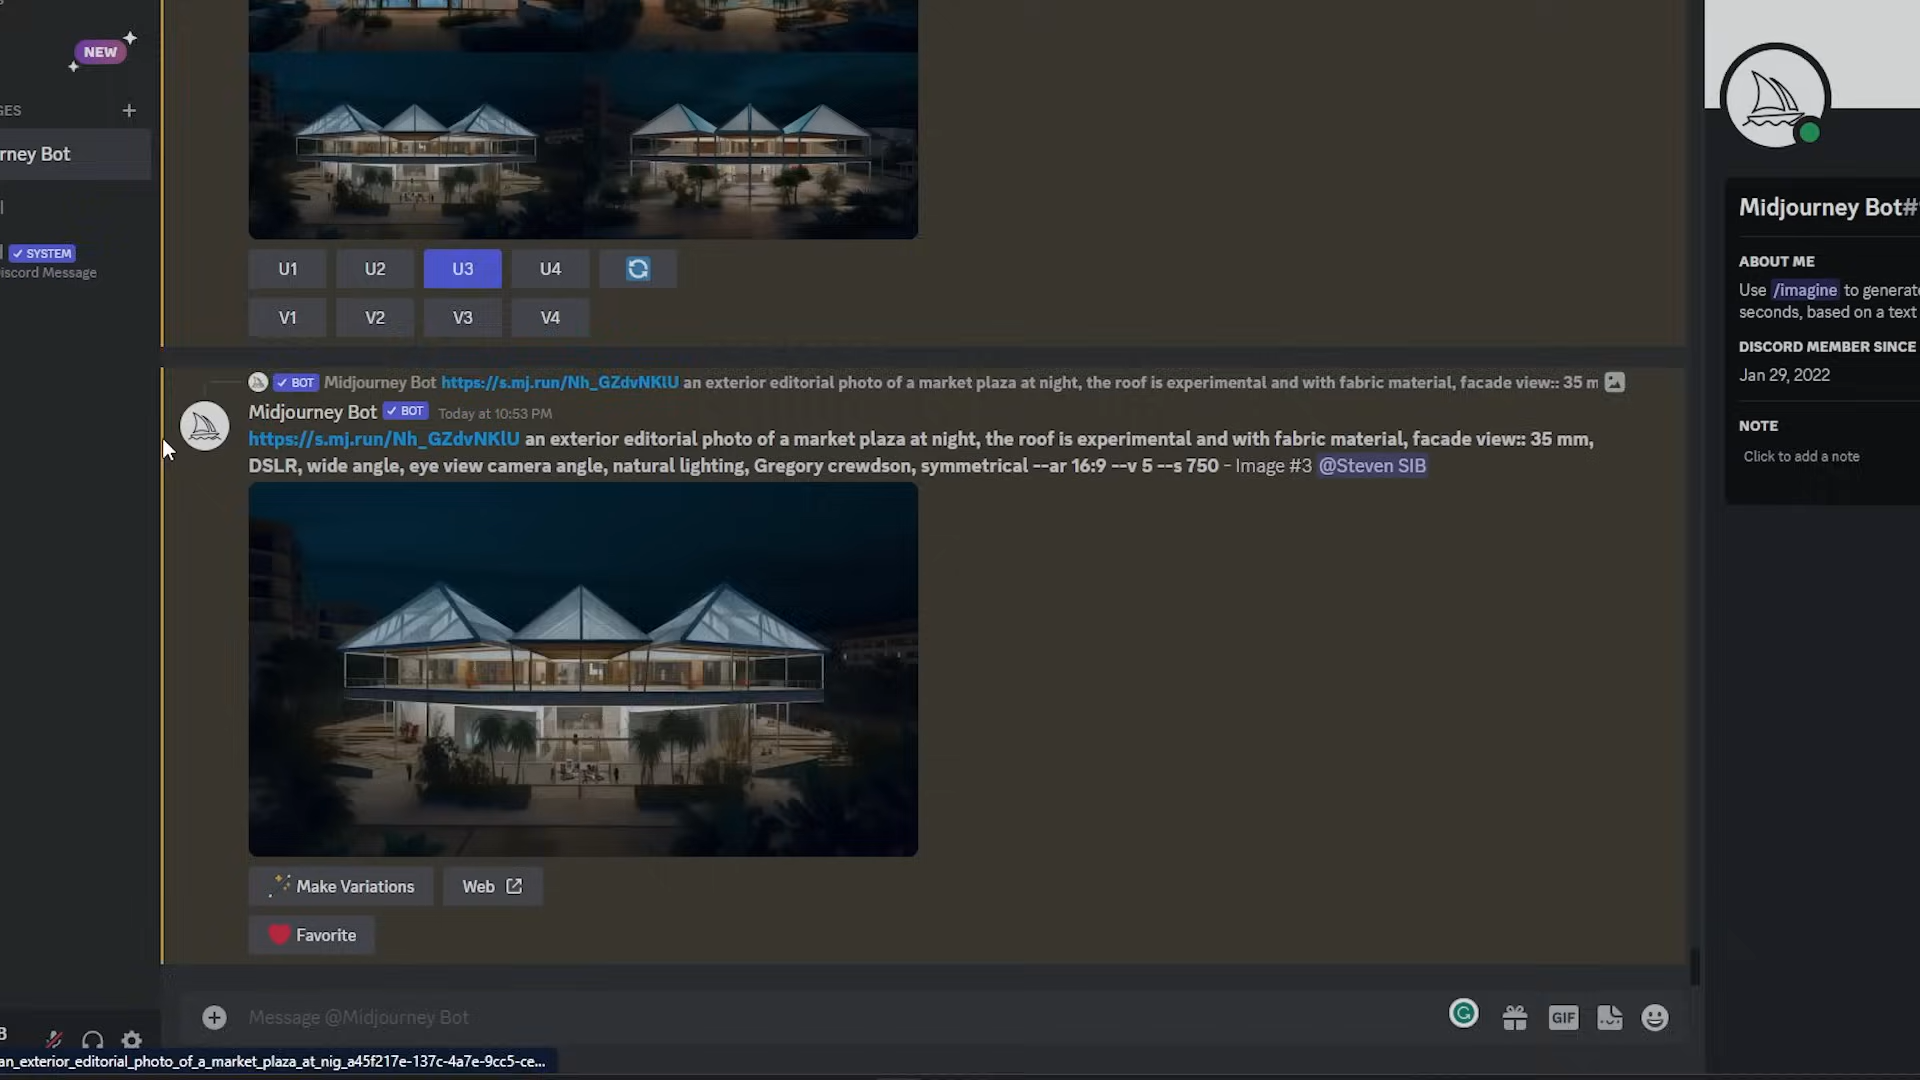 NEW
GES
rney Bot
SYSTEM
iscord Message
U1 U2 U3 U4
V1 V2 V3 V4
BOT Midjourney Bot https://s.mj.run/Nh_GZdvNKlU an exterior editorial photo of a market plaza at night, the roof is experimental and with fabric material, facade view:: 35 m
Midjourney Bot BOT Today at 10:53 PM
https://s.mj.run/Nh_GZdvNKlU an exterior editorial photo of a market plaza at night, the roof is experimental and with fabric material, facade view:: 35 mm,
DSLR, wide angle, eye view camera angle, natural lighting, Gregory crewdson, symmetrical --ar 16:9 --v 5 --s 750 - Image #3 @Steven SIB
Make Variations Web
Favorite
Message @Midjourney Bot
GIF
an_exterior_editorial_photo_of_a_market_plaza_at_nig_a45f217e-137c-4a7e-9cc5-ce...
Midjourney Bot#
ABOUT ME
Use /imagine to generate
seconds, based on a text
DISCORD MEMBER SINCE
Jan 29, 2022
NOTE
Click to add a note